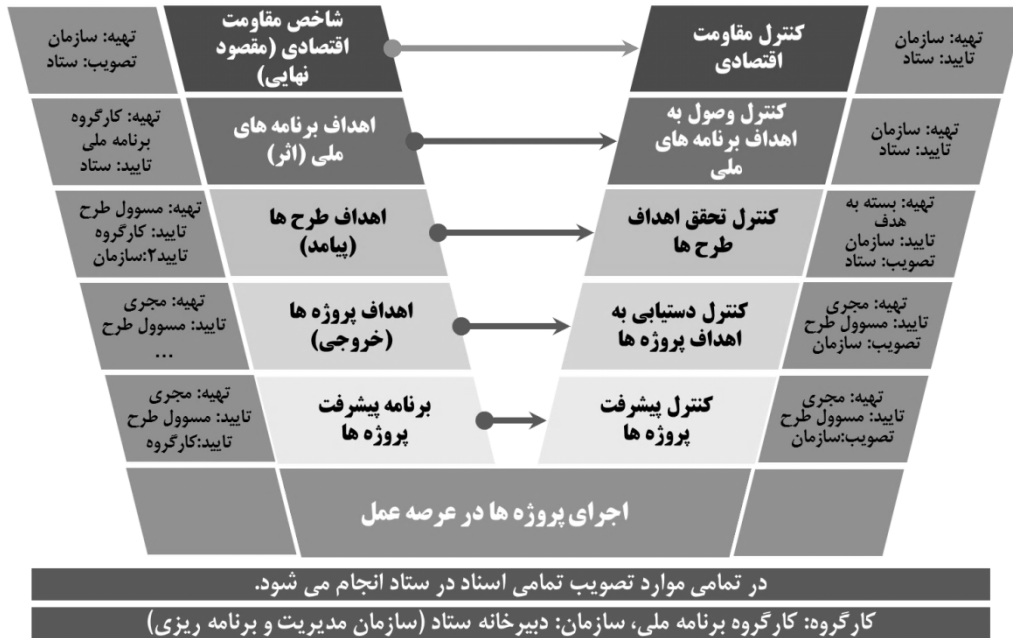 تهیه: سازمان
تصویب: ستاد
شاخص مقاومت
اقتصادی (مقصود
نهایی)
کنترل مقاومت
اقتصادی
تهیه: سازمان
تایید: ستاد
تهیه: کارگروه
برنامه ملی
تایید: ستاد
اهداف برنامه های
ملی (اثر)
کنترل وصول به
اهداف برنامه های
ملی
تهیه: سازمان
تایید: ستاد
تهیه: مسوول طرح
تایید: کارگروه
تایید۲:سازمان
اهداف طرح ها
(پیامد)
کنترل تحقق اهداف
طرح ها
تهیه: بسته به
هدف
تایید: سازمان
تصویب: ستاد
تهیه: مجری
تایید: مسوول طرح
...
اهداف پروژه ها
(خروجی)
کنترل دستیابی به
اهداف پروژه ها
تهیه: مجری
تایید: مسوول طرح
تصویب: سازمان
تهیه: مجری
تایید: مسوول طرح
تایید:کارگروه
برنامه پیشرفت
پروژه ها
کنترل پیشرفت
پروژه ها
تهیه: مجری
تایید: مسوول طرح
تصویب:سازمان
اجرای پروژه ها در عرصه عمل
در تمامی موارد تصویب تمامی اسناد در ستاد انجام می شود.
کارگروه: کارگروه برنامه ملی، سازمان: دبیرخانه ستاد (سازمان مدیریت و برنامه ریزی)